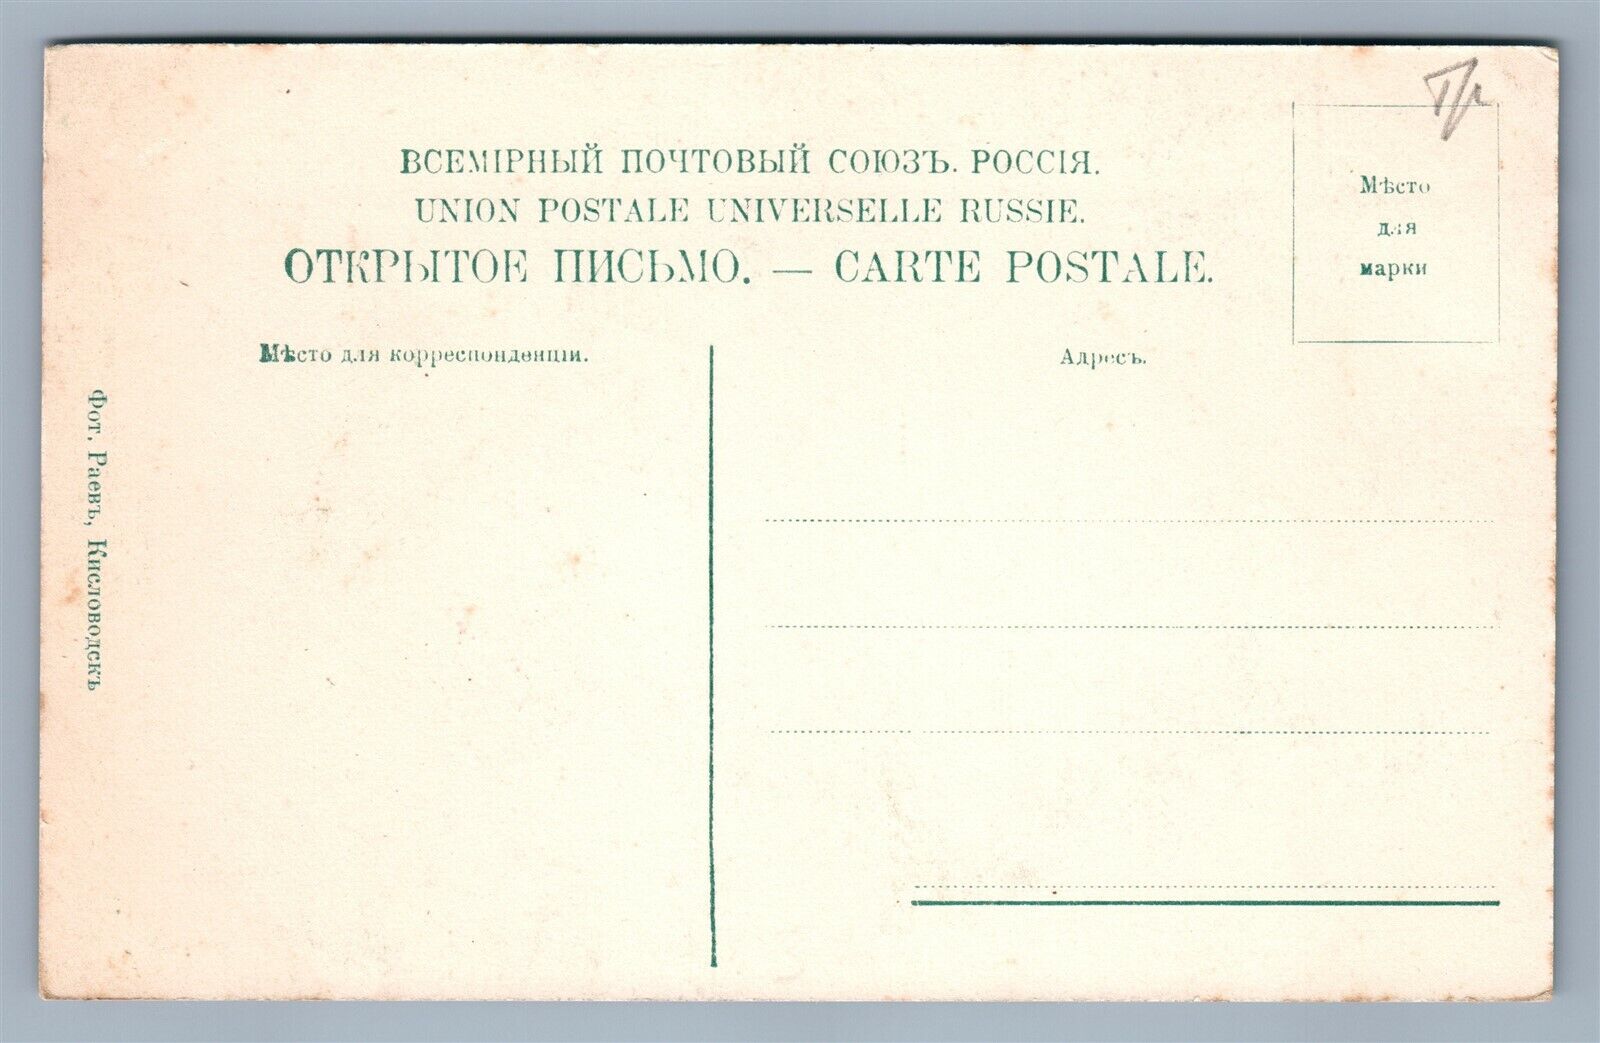 ВСЕМІРНЫЙ ПОЧТОВЫЙ СОЮЗЪ. РОССІЯ.
UNION POSTALE UNIVERSELLE RUSSIE.
ОТКРЫТОЕ ПИСЬМО. — CARTE POSTALE.
Мѣсто
для
марки
Мѣсто для корреспонденціи.
Адресъ.
Фот. Раевъ, Кисловодскъ